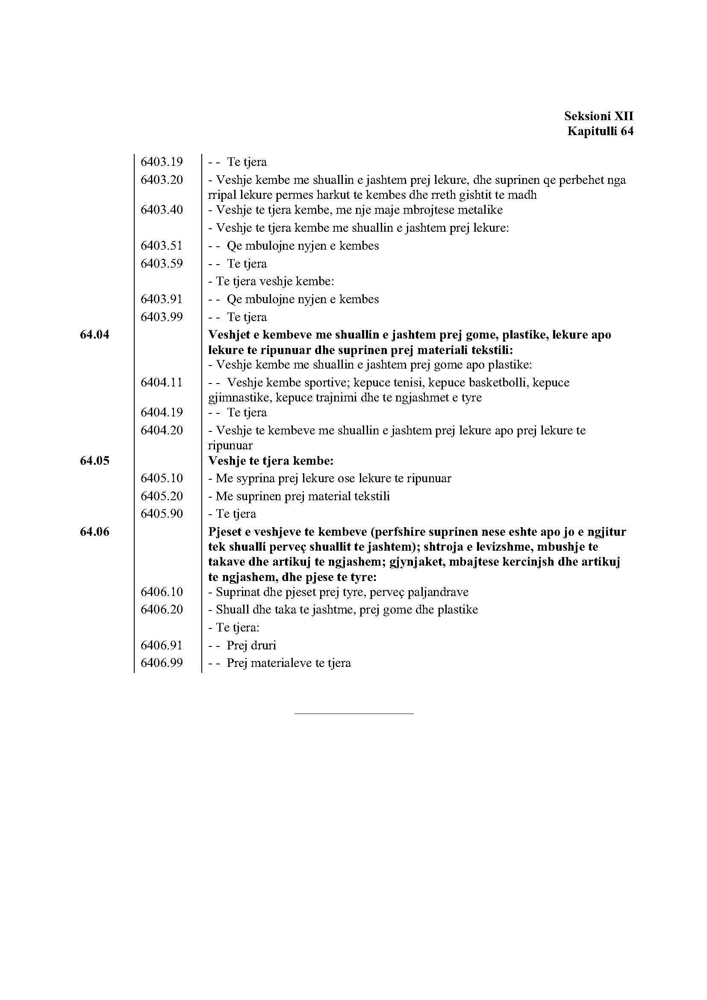 Seksioni XII
Kapitulli 64
6403.19 - - Te tjera
6403.20 - Veshje kembe me shuallin e jashtem prej lekure, dhe suprinen qe perbehet nga
rripal lekure permes harkut te kembes dhe rreth gishtit te madh
6403.40 - Veshje te tjera kembe, me nje maje mbrojtese metalike
- Veshje te tjera kembe me shuallin e jashtem prej lekure:
6403.51 - - Qe mbulojne nyjen e kembes
6403.59 - - Te tjera
- Te tjera veshje kembe:
6403.91 - - Qe mbulojne nyjen e kembes
6403.99 - - Te tjera
64.04 Veshjet e kembeve me shuallin e jashtem prej gome, plastike, lekure apo
lekure te ripunuar dhe suprinen prej materiali tekstili:
- Veshje kembe me shuallin e jashtem prej gome apo plastike:
6404.11 - - Veshje kembe sportive; kepuce tenisi, kepuce basketbolli, kepuce
gjimnastike, kepuce trajnimi dhe te ngjashmet e tyre
6404.19 - - Te tjera
6404.20 - Veshje te kembeve me shuallin e jashtem prej lekure apo prej lekure te
ripunuar
64.05 Veshje te tjera kembe:
6405.10 - Me syprina prej lekure ose lekure te ripunuar
6405.20 - Me suprinen prej material tekstili
6405.90 - Te tjera
64.06 Pjeset e veshjeve te kembeve (perfshire suprinen nese eshte apo jo e ngjitur
tek shualli perveç shuallit te jashtem); shtroja e levizshme, mbushje te
takave dhe artikuj te ngjashem; gjynjaket, mbajtese kercinjsh dhe artikuj
te ngjashem, dhe pjese te tyre:
6406.10 - Suprinat dhe pjeset prej tyre, perveç paljandrave
6406.20 - Shuall dhe taka te jashtme, prej gome dhe plastike
- Te tjera:
6406.91 - - Prej druri
6406.99 - - Prej materialeve te tjera